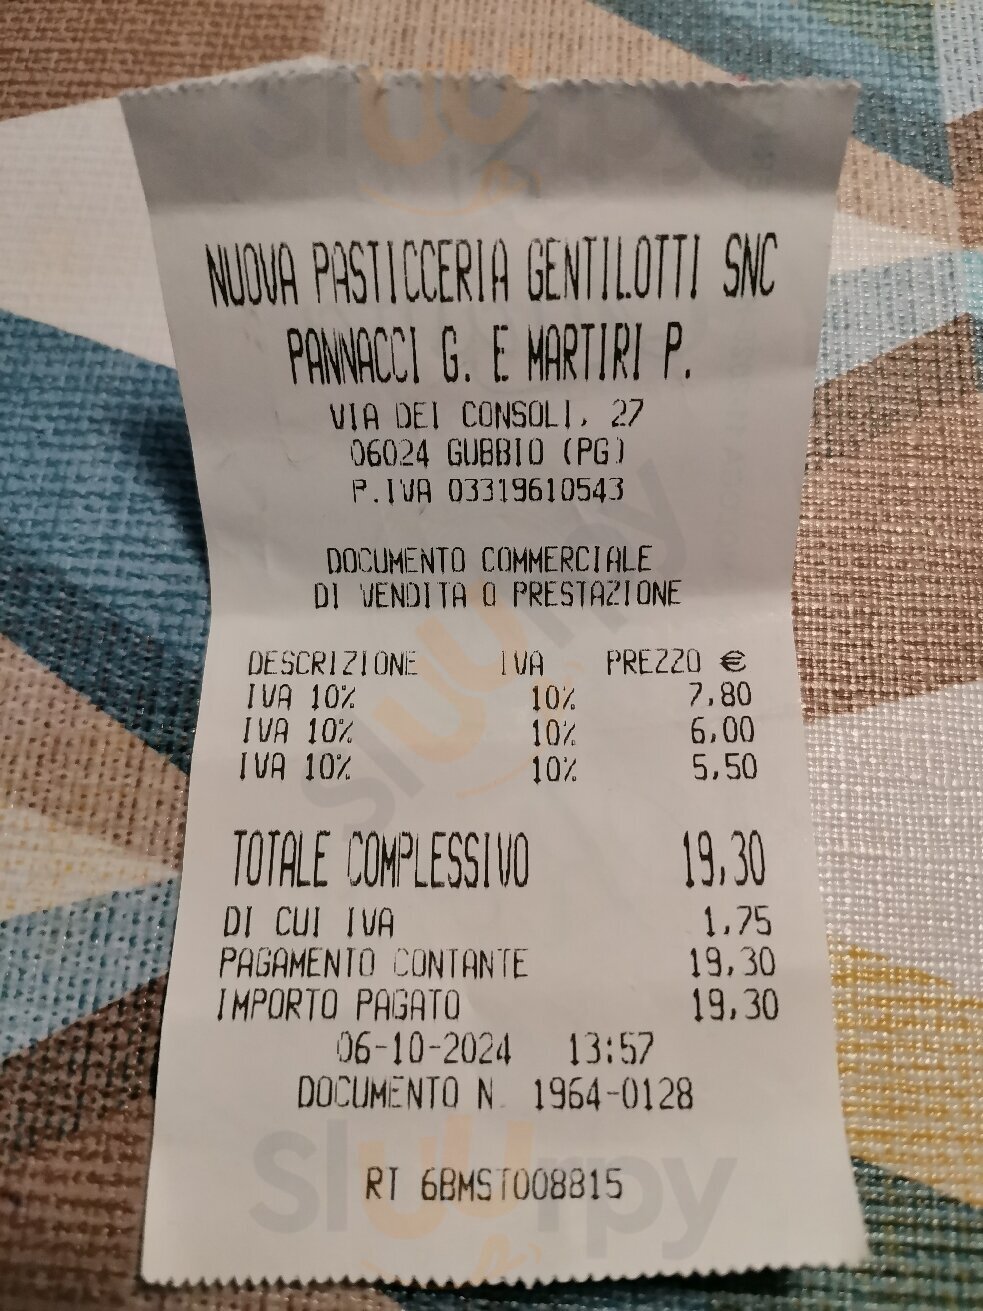 NUOVA PASTICCERIA GENTILOTTI SNC
PANNACCI G. E MARTIRI P.
VIA DEI CONSOLI, 27
06024 GUBBIO (PG)
P.IVA 03319610543
DOCUMENTO COMMERCIALE
DI VENDITA O PRESTAZIONE
DESCRIZIONE IVA PREZZO €
IVA 10% 10% 7,80
IVA 10% 10% 6,00
IVA 10% 10% 5,50
TOTALE COMPLESSIVO 19,30
DI CUI IVA 1,75
PAGAMENTO CONTANTE 19,30
IMPORTO PAGATO 19,30
06-10-2024 13:57
DOCUMENTO N. 1964-0128
RT 6BMST008815
Sluurpy
Sluurpy
Sluurpy